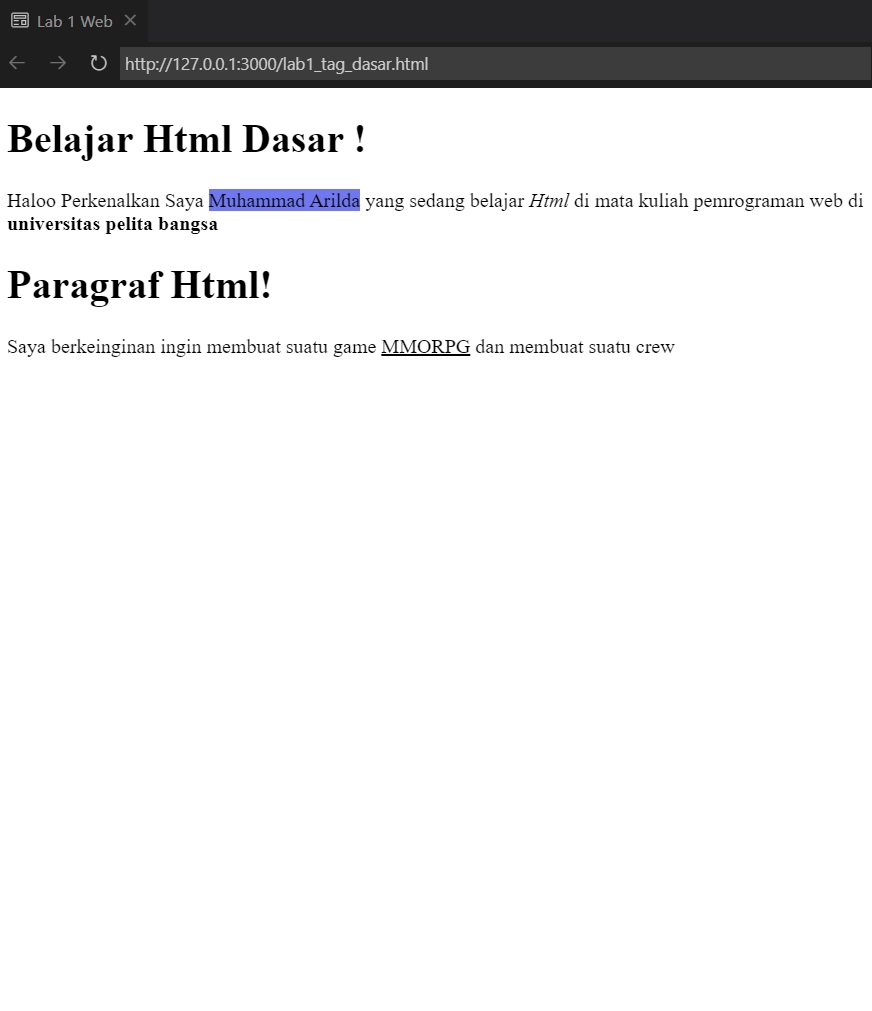 Lab 1 Web
http://127.0.0.1:3000/lab1_tag_dasar.html
Belajar Html Dasar !
Haloo Perkenalkan Saya Muhammad Arilda yang sedang belajar Html di mata kuliah pemrograman web di
universitas pelita bangsa
Paragraf Html!
Saya berkeinginan ingin membuat suatu game MMORPG dan membuat suatu crew